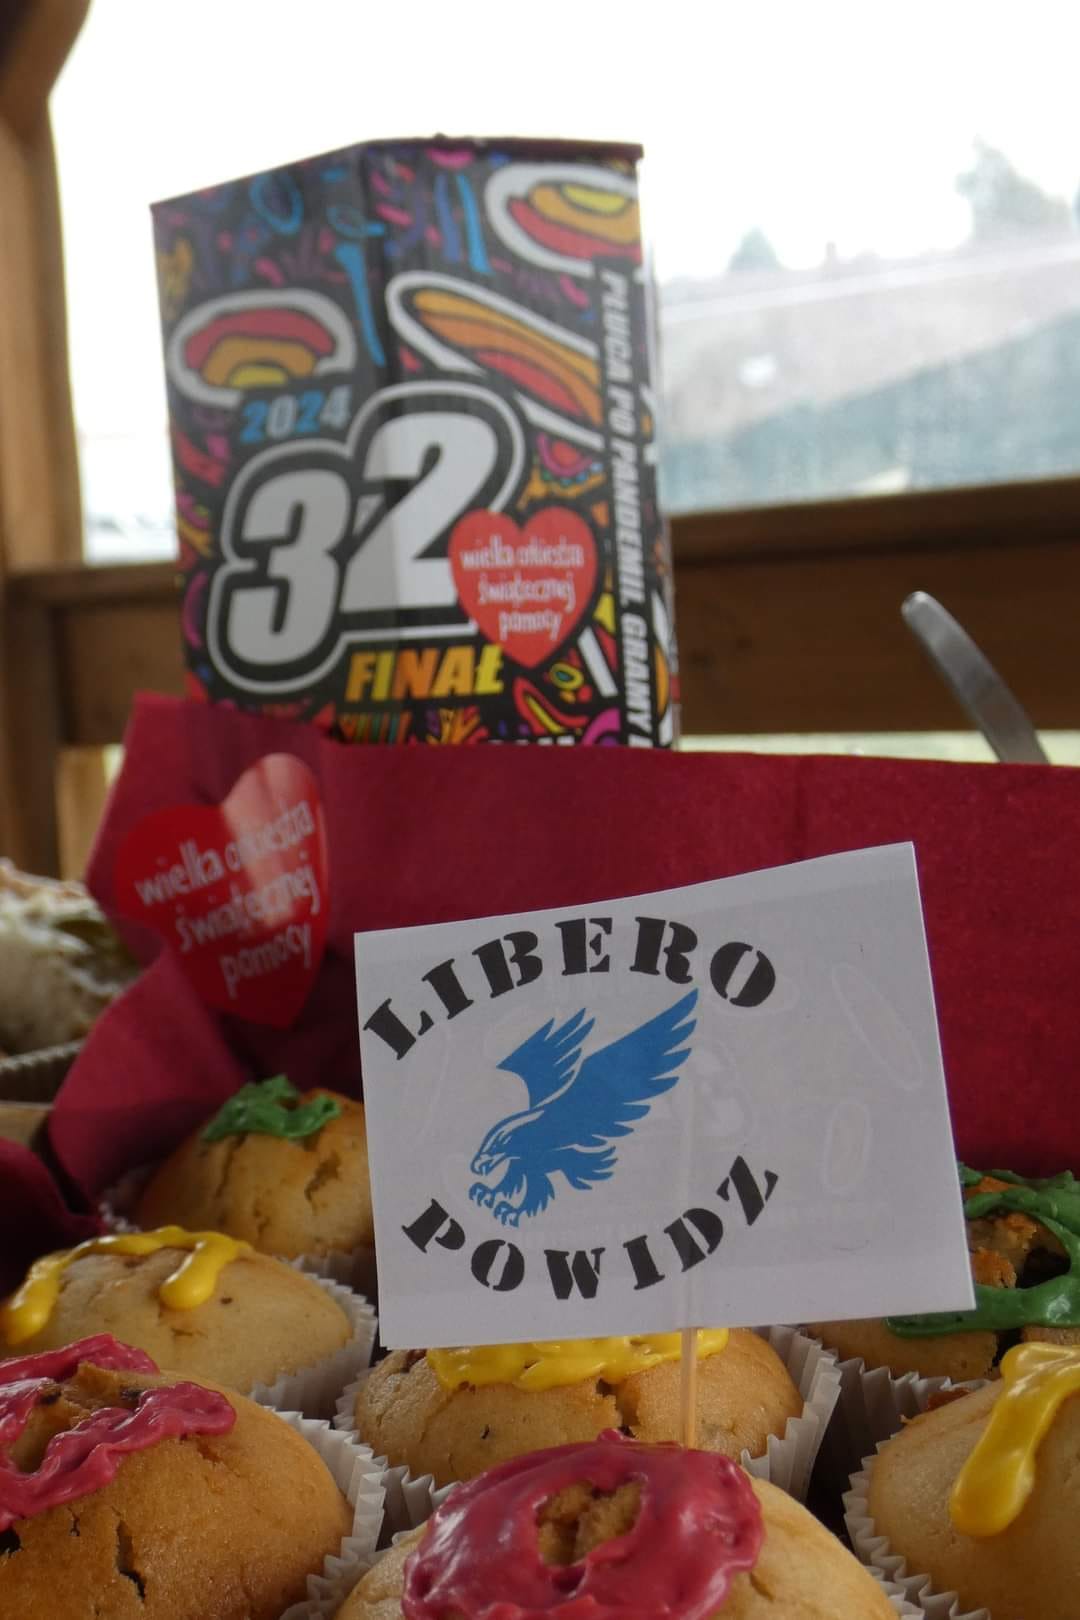 2024
32
FINAŁ
wielka orkiestra
świątecznej
pomocy
PŁUCA PO PANDEMII. GRAMY
wielka orkiestra
świątecznej
pomocy
LIBERO
POWIDZ